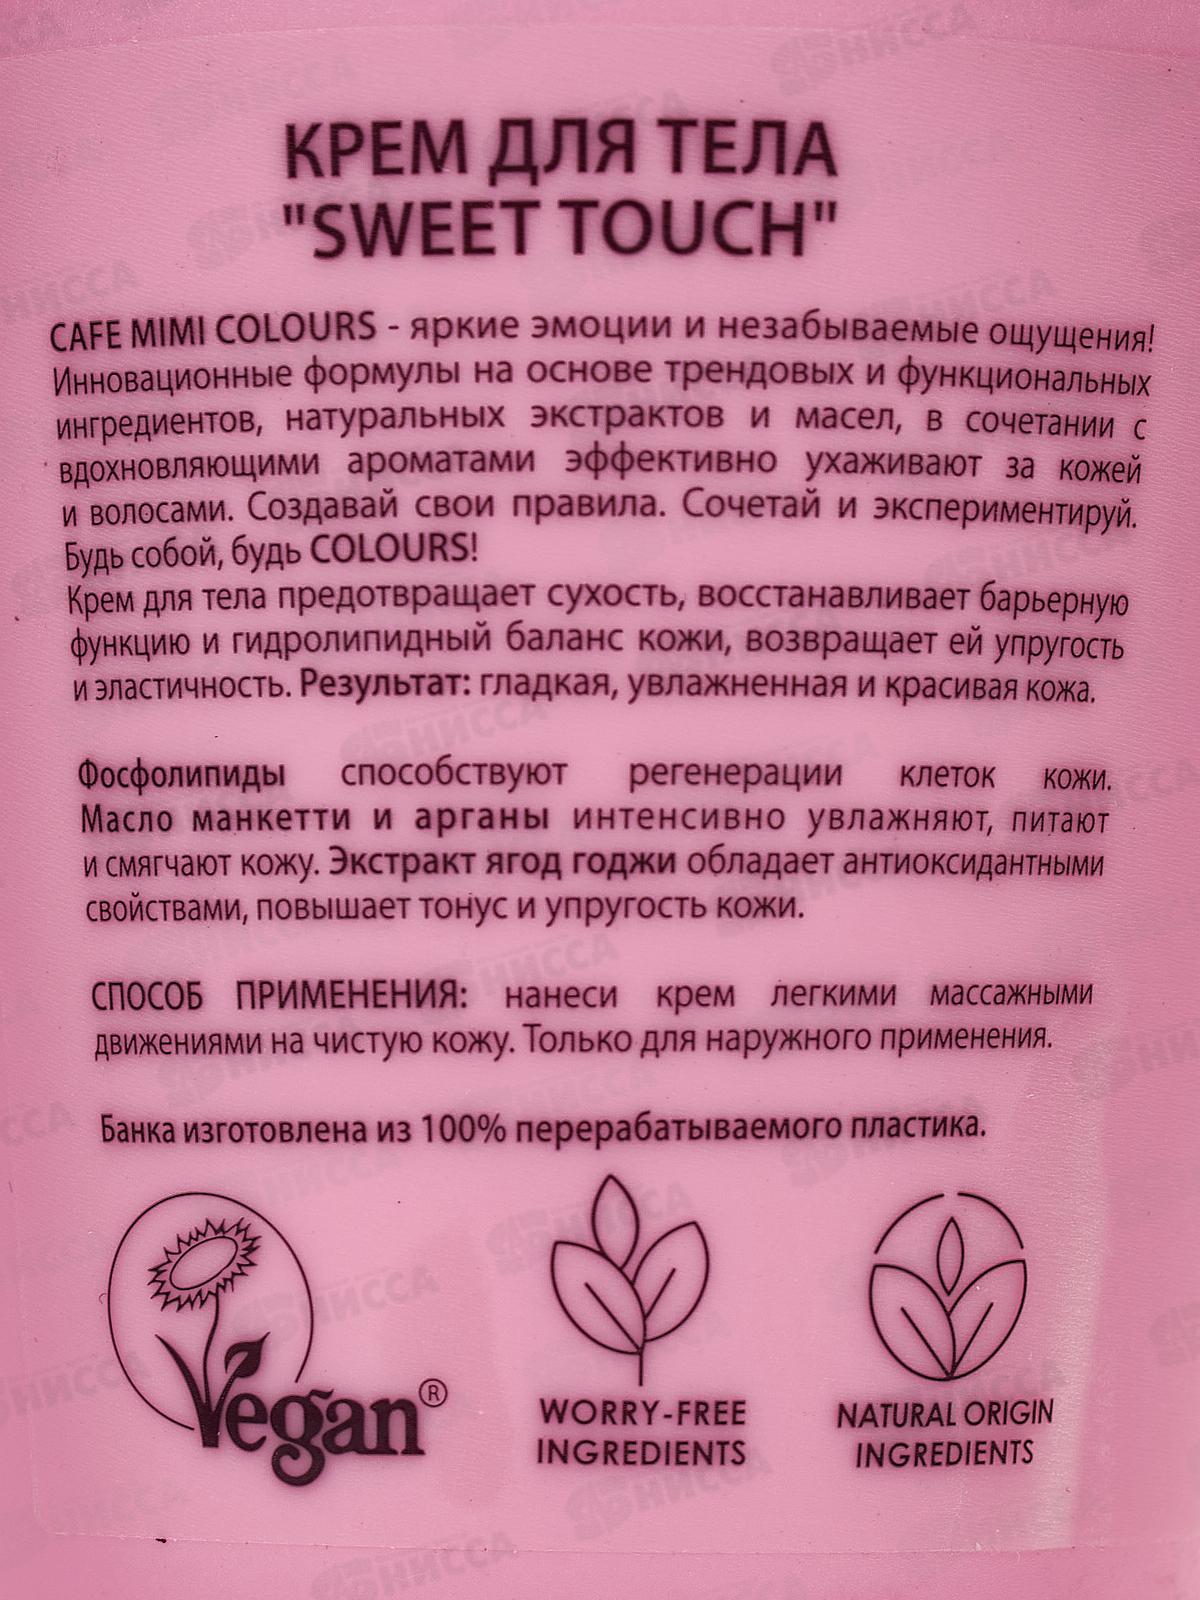 КРЕМ ДЛЯ ТЕЛА
"SWEET TOUCH"
CAFE MIMI COLOURS - яркие эмоции и незабываемые ощущения!
Инновационные формулы на основе трендовых и функциональных
ингредиентов, натуральных экстрактов и масел, в сочетании с
вдохновляющими ароматами эффективно ухаживают за кожей
и волосами. Создавай свои правила. Сочетай и экспериментируй.
Будь собой, будь COLOURS!
Крем для тела предотвращает сухость, восстанавливает барьерную
функцию и гидролипидный баланс кожи, возвращает ей упругость
и эластичность. Результат: гладкая, увлажненная и красивая кожа.
Фосфолипиды способствуют регенерации клеток кожи.
Масло манкетти и арганы интенсивно увлажняют, питают
и смягчают кожу. Экстракт ягод годжи обладает антиоксидантными
свойствами, повышает тонус и упругость кожи.
СПОСОБ ПРИМЕНЕНИЯ: нанеси крем легкими массажными
движениями на чистую кожу. Только для наружного применения.
Банка изготовлена из 100% перерабатываемого пластика.
Vegan®
WORRY-FREE
INGREDIENTS
NATURAL ORIGIN
INGREDIENTS